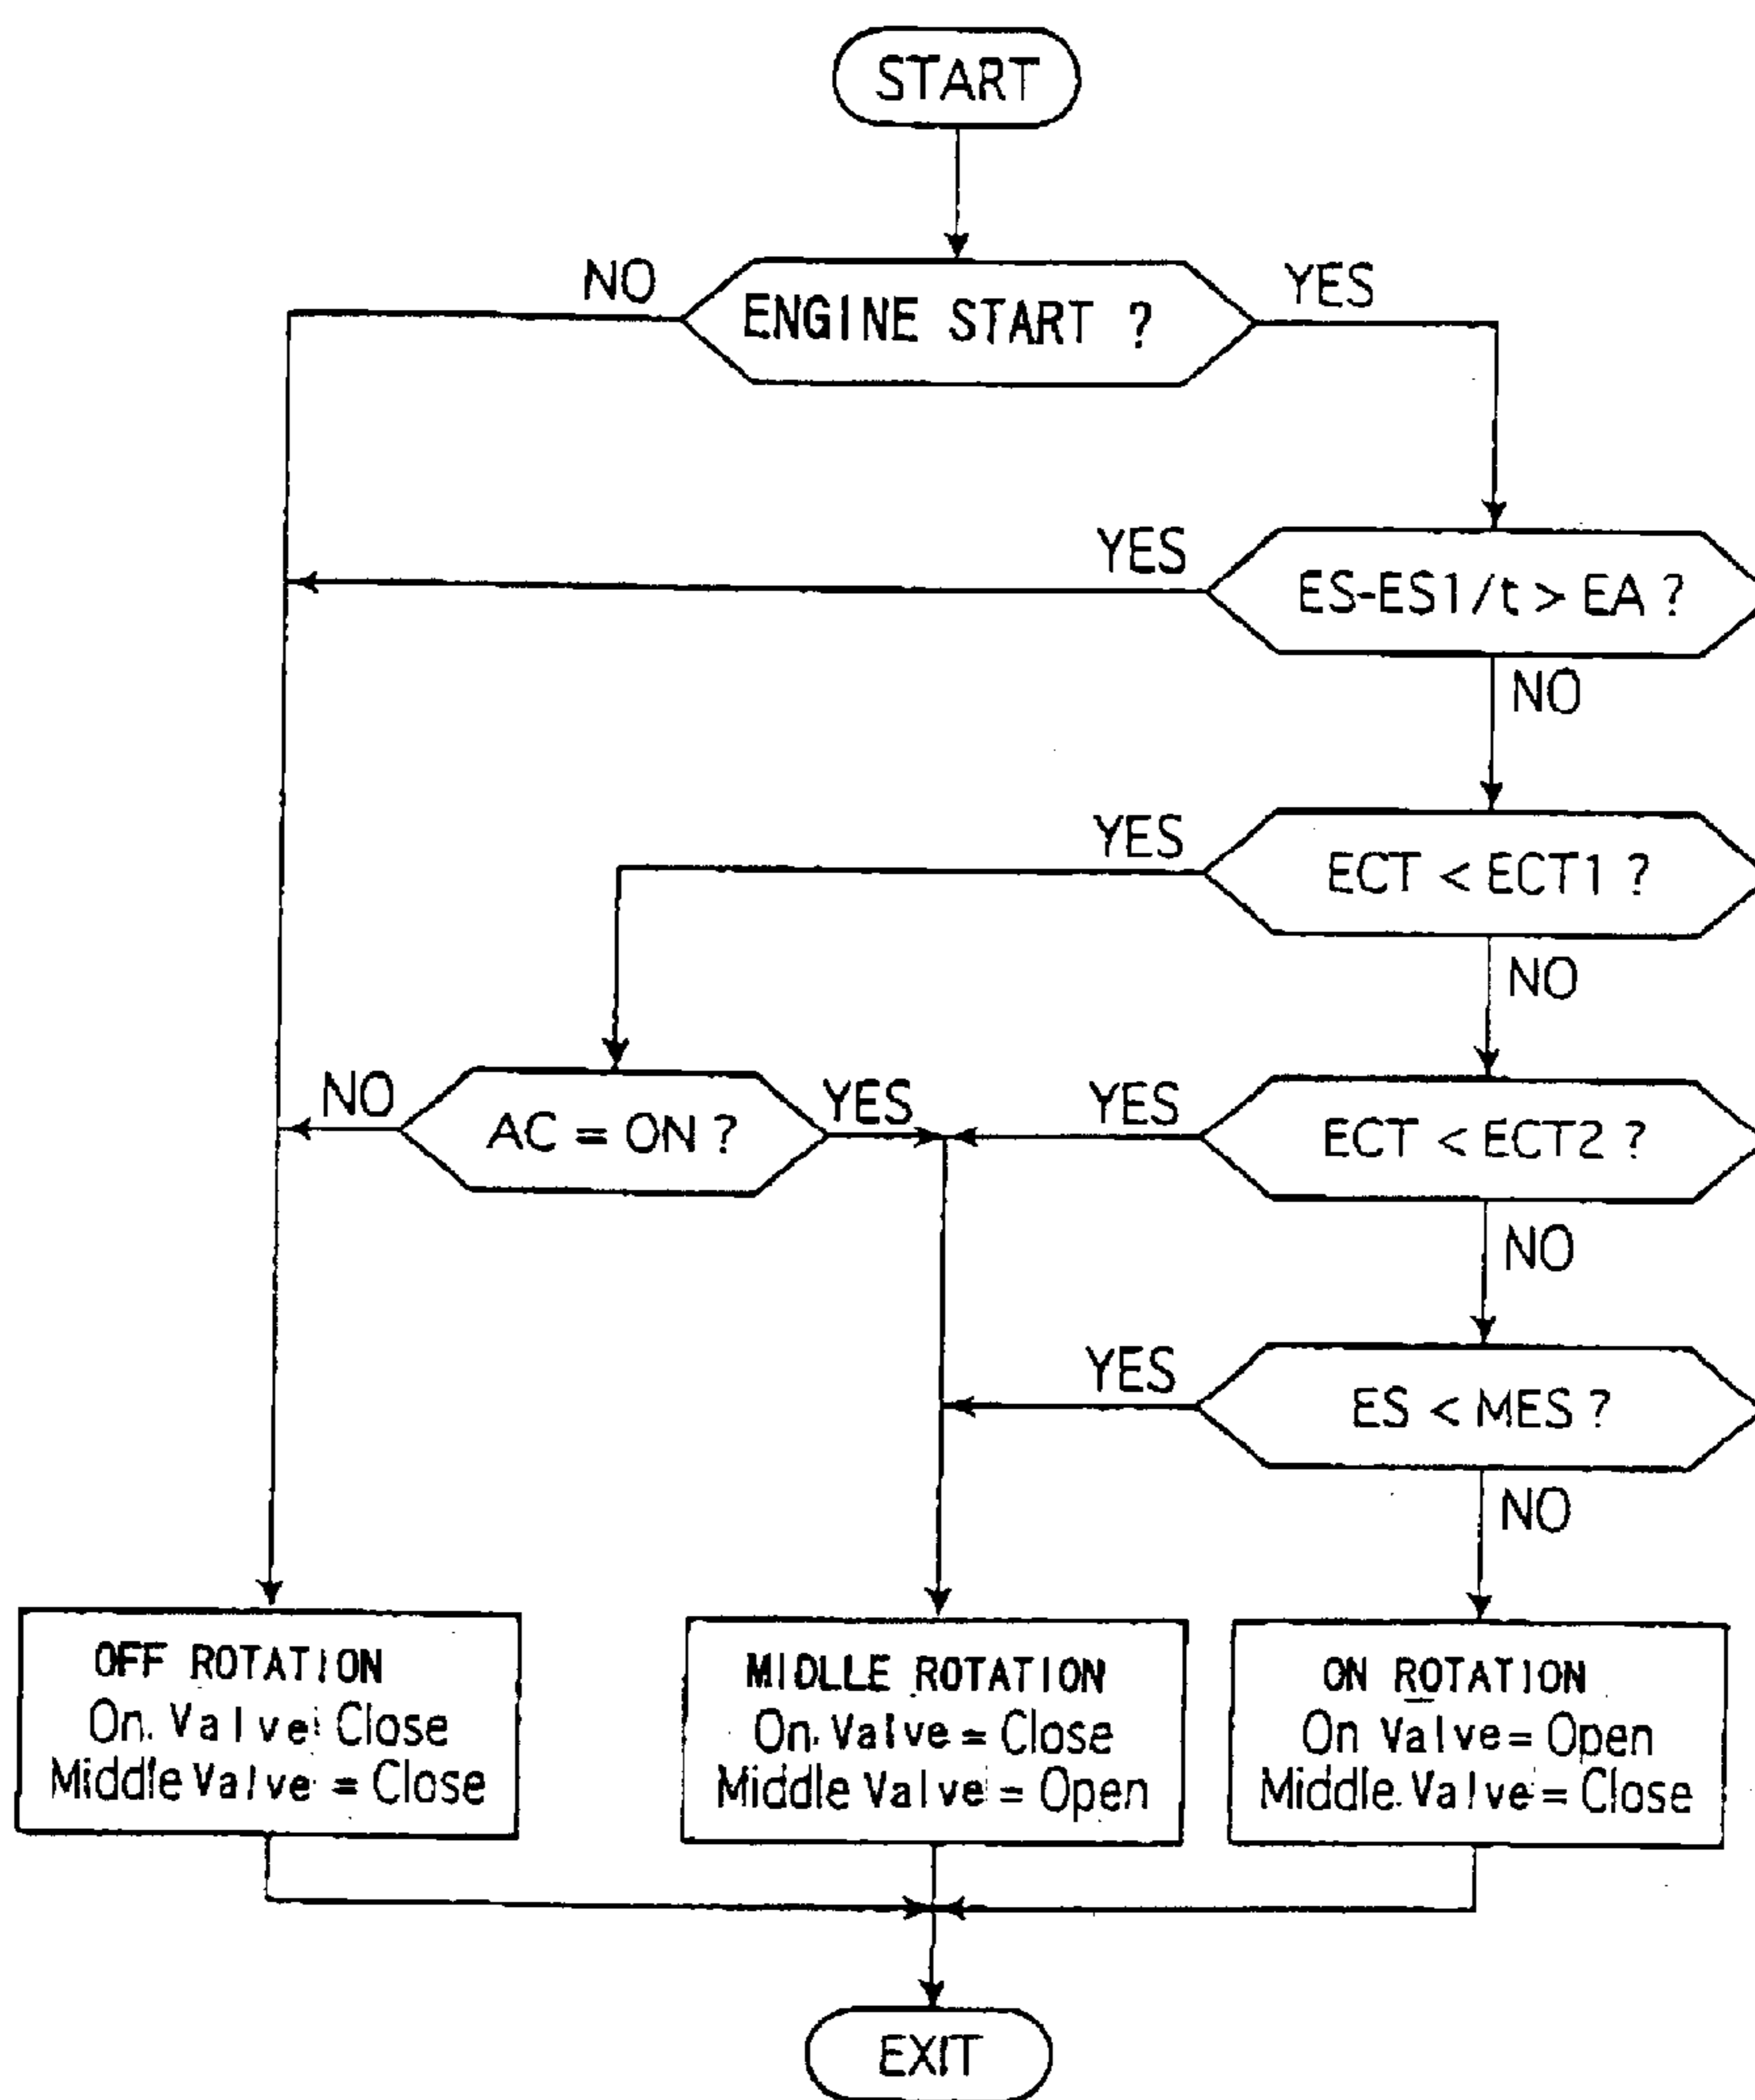 START
NO
YES
ENGINE START ?
YES
ES-ES1/t > EA ?
NO
YES
ECT < ECT1 ?
NO
NO
AC = ON ?
YES
YES
ECT < ECT2 ?
NO
YES
ES < MES ?
NO
OFF ROTATION
On Valve: Close
Middle Valve = Close
MIDLLE ROTATION
On Valve = Close
Middle Valve = Open
ON ROTATION
On Valve = Open
Middle Valve = Close
EXIT